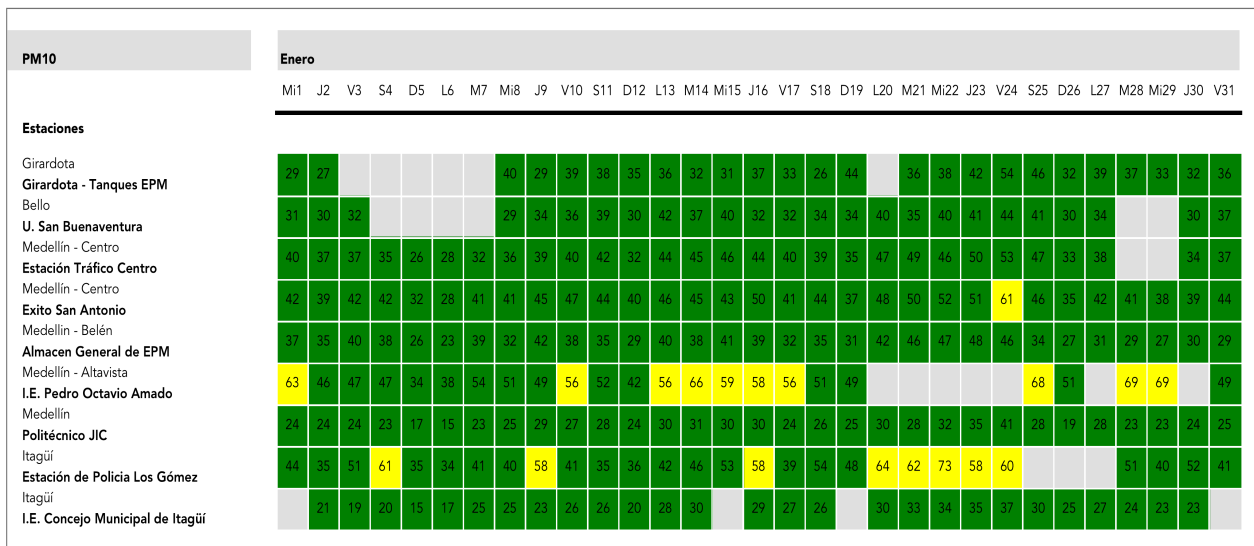 PM10 Enero
Mi1 J2 V3 S4 D5 L6 M7 Mi8 J9 V10 S11 D12 L13 M14 Mi15 J16 V17 S18 D19 L20 M21 Mi22 J23 V24 S25 D26 L27 M28 Mi29 J30 V31
Estaciones
Girardota
Girardota - Tanques EPM
29 27 40 29 39 38 35 36 32 31 37 33 26 44 36 38 42 54 46 32 39 37 33 32 36
Bello
U. San Buenaventura
31 30 32 29 34 36 39 30 42 37 40 32 32 34 34 40 35 40 41 44 41 30 34 30 37
Medellín - Centro
Estación Tráfico Centro
40 37 37 35 26 28 32 36 39 40 42 32 44 45 46 44 40 39 35 47 49 46 50 53 47 33 38 34 37
Medellín - Centro
Exito San Antonio
42 39 42 42 32 28 41 41 45 47 44 40 46 45 43 50 41 44 37 48 50 52 51 61 46 35 42 41 38 39 44
Medellin - Belén
Almacen General de EPM
37 35 40 38 26 23 39 32 42 38 35 29 40 38 41 39 32 35 31 42 46 47 48 46 34 27 31 29 27 30 29
Medellín - Altavista
I.E. Pedro Octavio Amado
63 46 47 47 34 38 54 51 49 56 52 42 56 66 59 58 56 51 49 68 51 69 69 49
Medellín
Politécnico JIC
24 24 24 23 17 15 23 25 29 27 28 24 30 31 30 30 24 26 25 30 28 32 35 41 28 19 28 23 23 24 25
Itagüí
Estación de Policia Los Gómez
44 35 51 61 35 34 41 40 58 41 35 36 42 46 53 58 39 54 48 64 62 73 58 60 51 40 52 41
Itagüí
I.E. Concejo Municipal de Itagüí
21 19 20 15 17 25 25 23 26 26 20 28 30 29 27 26 30 33 34 35 37 30 25 27 24 23 23